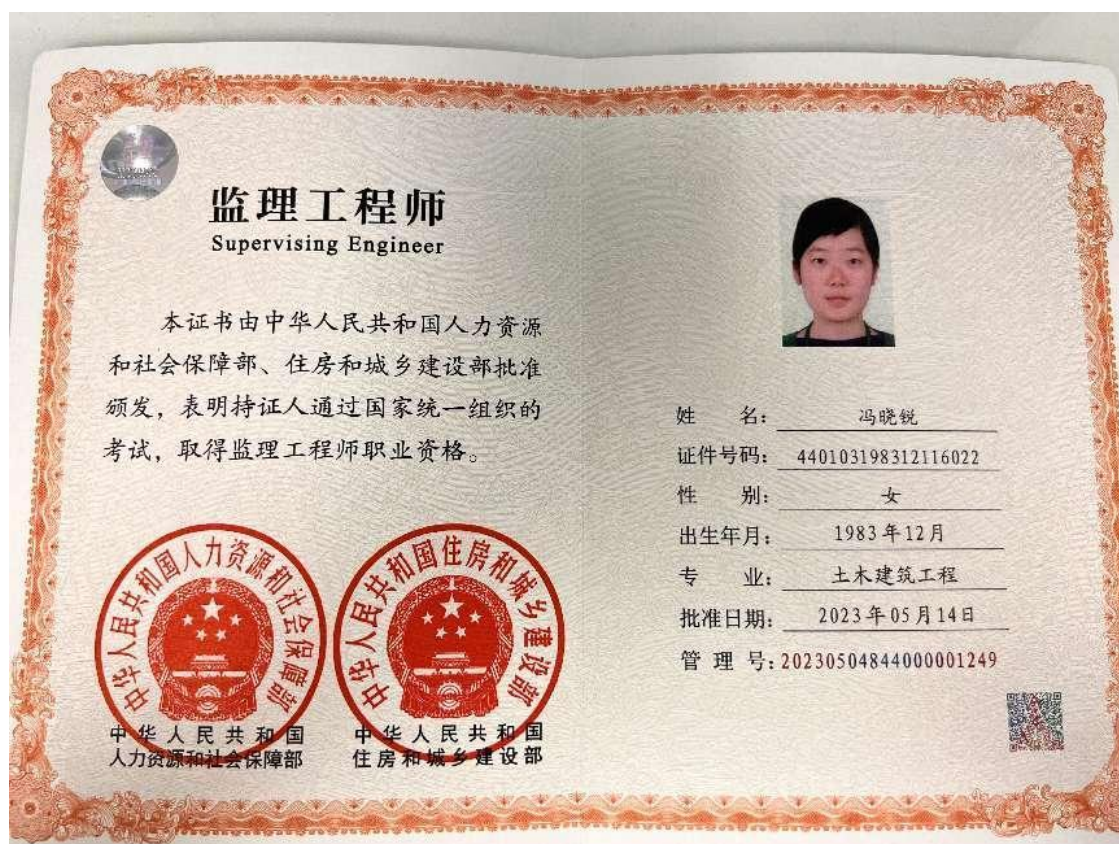 监理工程师
Supervising Engineer
本证书由中华人民共和国人力资源
和社会保障部、住房和城乡建设部批准
颁发，表明持证人通过国家统一组织的
考试，取得监理工程师职业资格。
中华人民共和国人力资源和社会保障部
中华人民共和国住房和城乡建设部
中华人民共和国
人力资源和社会保障部
中华人民共和国
住房和城乡建设部
姓 名： 冯晓锐
证件号码： 440103198312116022
性 别： 女
出生年月： 1983年12月
专 业： 土木建筑工程
批准日期： 2023年05月14日
管 理 号：20230504844000001249